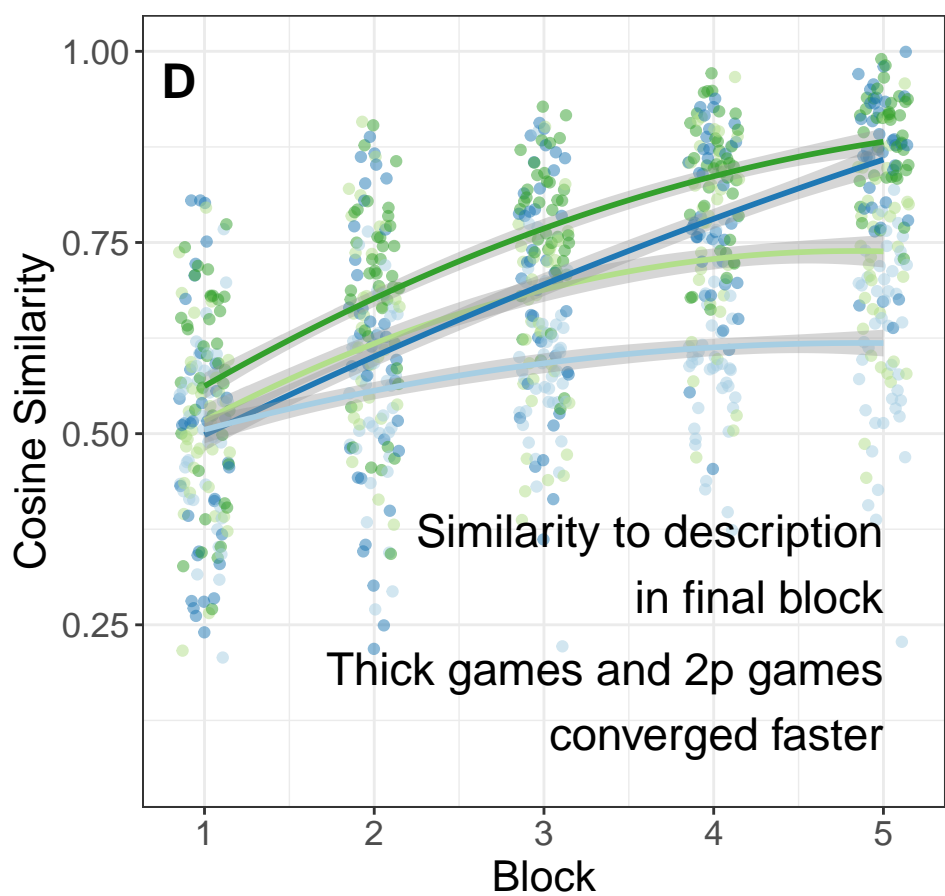 D
1.00
0.75
0.50
0.25
Cosine Similarity
Similarity to description
in final block
Thick games and 2p games
converged faster
1
2
3
4
5
Block